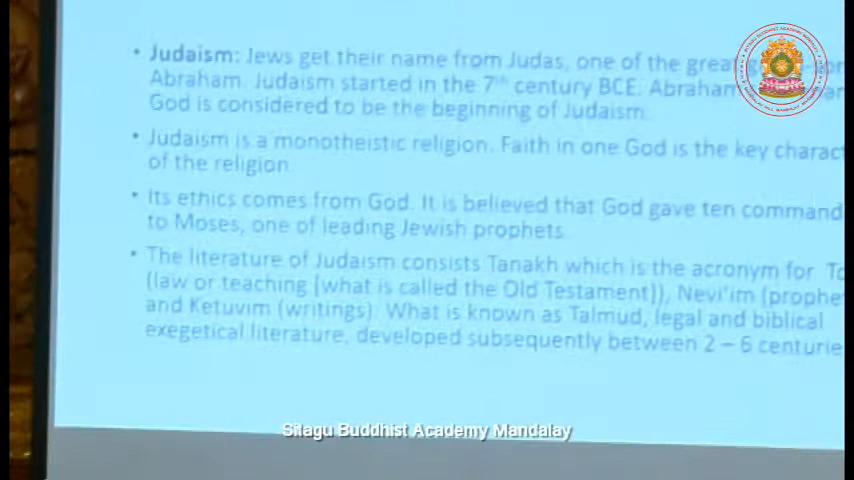 • Judaism: Jews get their name from Judas, one of the great
Abraham. Judaism started in the 7th century BCE. Abraham
God is considered to be the beginning of Judaism.
• Judaism is a monotheistic religion. Faith in one God is the key charact
of the religion
• Its ethics comes from God. It is believed that God gave ten command
to Moses, one of leading Jewish prophets.
• The literature of Judaism consists Tanakh which is the acronym for To
(law or teaching [what is called the Old Testament]), Nevi'im (prophe
and Ketuvim (writings). What is known as Talmud, legal and biblical
exegetical literature, developed subsequently between 2 – 6 centurie
Sitagu Buddhist Academy Mandalay